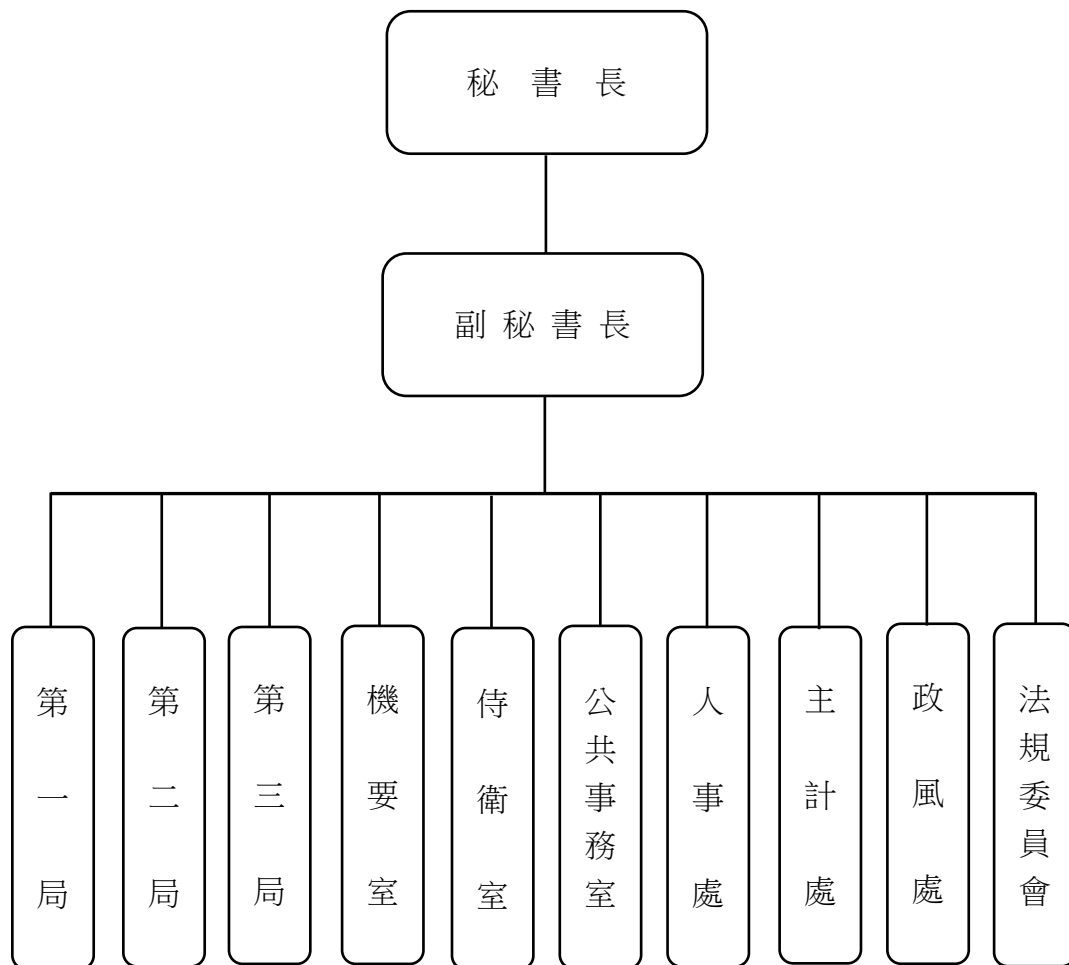 秘書長
副秘書長
第一局
第二局
第三局
機要室
侍衛室
公共事務室
人事處
主計處
政風處
法規委員會